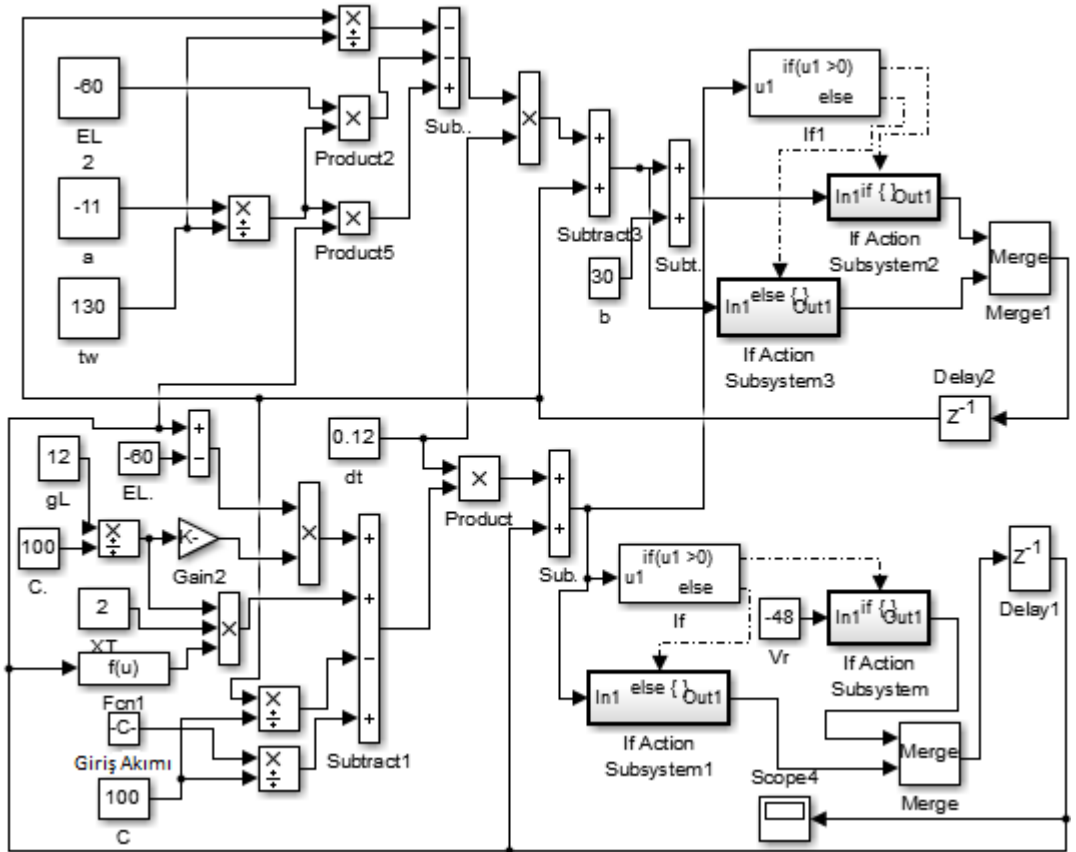 ×
÷
−
−
+
Sub..
-60
EL
2
×
Product2
-11
a
×
÷
×
Product5
130
tw
×
+
+
Subtract3
+
+
Subt.
30
b
u1
if(u1 >0)
else
If1
In1
if { }
Out1
If Action
Subsystem2
In1
else { }
Out1
If Action
Subsystem3
Merge
Merge1
Delay2
Z-1
12
gL
-60
EL.
+
−
0.12
dt
×
Product
+
+
Sub.
100
C.
×
÷
K-
Gain2
×
2
XT
×
f(u)
Fcn1
-C-
Giriş Akımı
×
÷
×
÷
100
C
+
+
−
+
Subtract1
u1
if(u1 >0)
else
If
-48
Vr
In1
if { }
Out1
If Action
Subsystem
In1
else { }
Out1
If Action
Subsystem1
Z-1
Delay1
Merge
Merge
Scope4